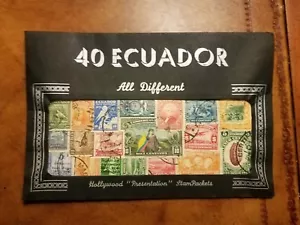 40 ECUADOR
All Different
Hollywood "Presentation" StamPackets